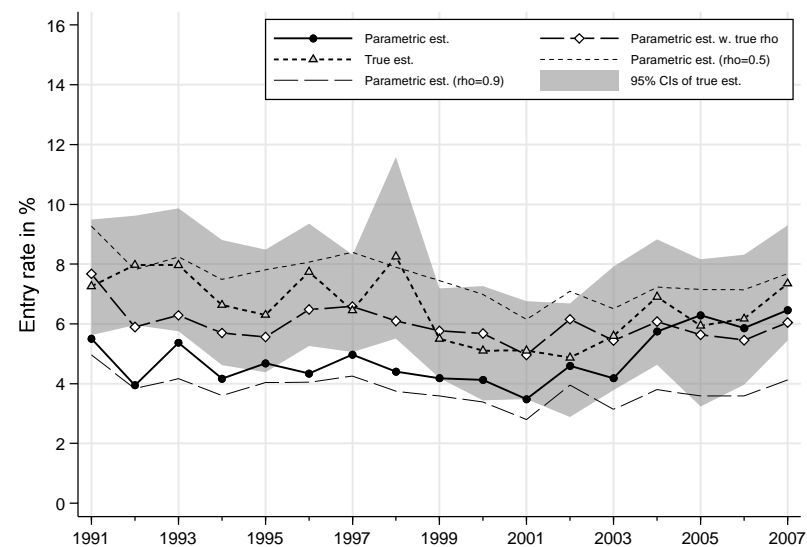 Parametric est.
Parametric est. w. true rho
True est.
Parametric est. (rho=0.5)
Parametric est. (rho=0.9)
95% CIs of true est.
Entry rate in %
16
14
12
10
8
6
4
2
0
1991 1993 1995 1997 1999 2001 2003 2005 2007